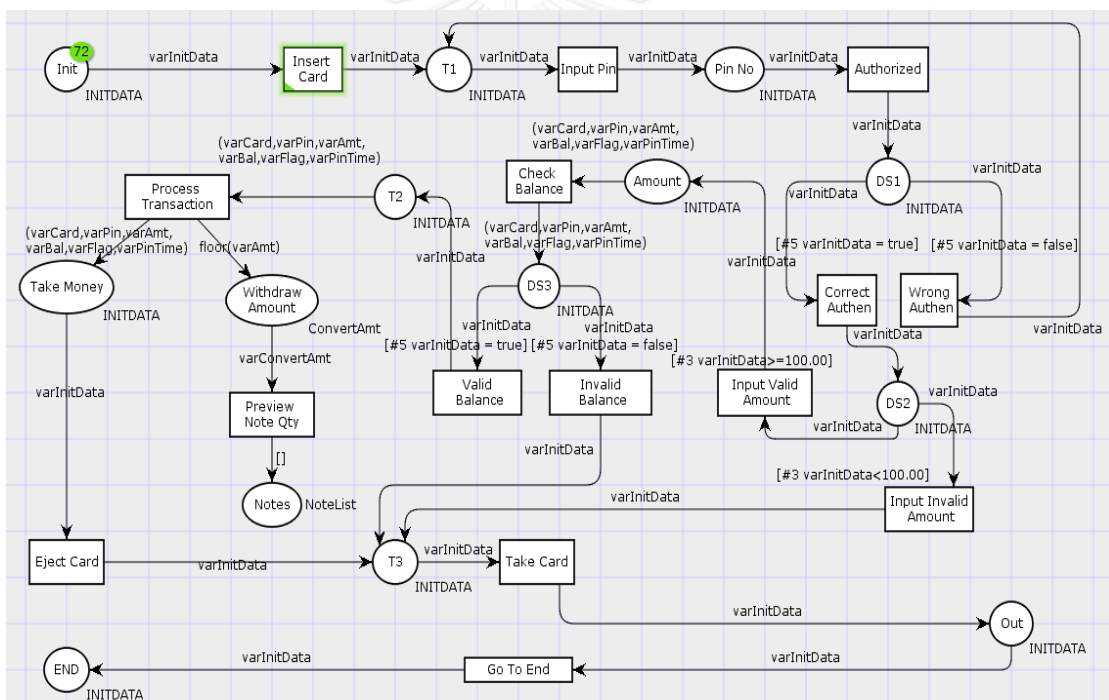 72
Init
varInitData
INITDATA
Insert
Card
varInitData
T1
INITDATA
varInitData
Input Pin
varInitData
Pin No
INITDATA
varInitData
Authorized
varInitData
DS1
INITDATA
varInitData
varInitData
[#5 varInitData = true]
[#5 varInitData = false]
Correct
Authen
Wrong
Authen
varInitData
varInitData
DS2
INITDATA
varInitData
varInitData
[#3 varInitData>=100.00]
Input Valid
Amount
[#3 varInitData<100.00]
Input Invalid
Amount
varInitData
varInitData
Amount
INITDATA
(varCard,varPin,varAmt,
varBal,varFlag,varPinTime)
Check
Balance
(varCard,varPin,varAmt,
varBal,varFlag,varPinTime)
DS3
INITDATA
varInitData
varInitData
[#5 varInitData = true]
[#5 varInitData = false]
Valid
Balance
Invalid
Balance
varInitData
varInitData
T2
INITDATA
(varCard,varPin,varAmt,
varBal,varFlag,varPinTime)
Process
Transaction
(varCard,varPin,varAmt,
varBal,varFlag,varPinTime)
floor(varAmt)
Take Money
INITDATA
Withdraw
Amount
ConvertAmt
varConvertAmt
Preview
Note Qty
[]
Notes
NoteList
varInitData
Eject Card
varInitData
T3
INITDATA
varInitData
Take Card
varInitData
Out
INITDATA
varInitData
Go To End
varInitData
END
INITDATA